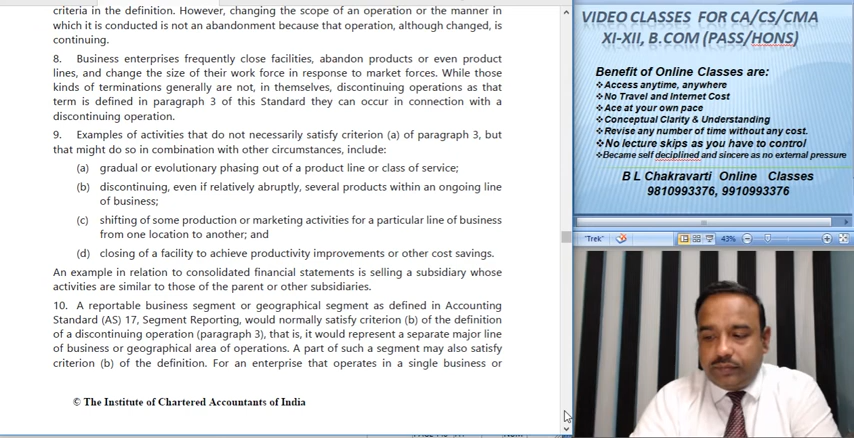 criteria in the definition. However, changing the scope of an operation or the manner in
which it is conducted is not an abandonment because that operation, although changed, is
continuing.
8. Business enterprises frequently close facilities, abandon products or even product
lines, and change the size of their work force in response to market forces. While those
kinds of terminations generally are not, in themselves, discontinuing operations as that
term is defined in paragraph 3 of this Standard they can occur in connection with a
discontinuing operation.
9. Examples of activities that do not necessarily satisfy criterion (a) of paragraph 3, but
that might do so in combination with other circumstances, include:
(a) gradual or evolutionary phasing out of a product line or class of service;
(b) discontinuing, even if relatively abruptly, several products within an ongoing line
of business;
(c) shifting of some production or marketing activities for a particular line of business
from one location to another; and
(d) closing of a facility to achieve productivity improvements or other cost savings.
An example in relation to consolidated financial statements is selling a subsidiary whose
activities are similar to those of the parent or other subsidiaries.
10. A reportable business segment or geographical segment as defined in Accounting
Standard (AS) 17, Segment Reporting, would normally satisfy criterion (b) of the definition
of a discontinuing operation (paragraph 3), that is, it would represent a separate major line
of business or geographical area of operations. A part of such a segment may also satisfy
criterion (b) of the definition. For an enterprise that operates in a single business or
© The Institute of Chartered Accountants of India
VIDEO CLASSES FOR CA/CS/CMA
XI-XII, B.COM (PASS/HONS)
Benefit of Online Classes are:
❖Access anytime, anywhere
❖No Travel and Internet Cost
❖Ace at your own pace
❖Conceptual Clarity & Understanding
❖Revise any number of time without any cost.
❖No lecture skips as you have to control
❖Became self deciplined and sincere as no external pressure
B L Chakravarti Online Classes
9810993376, 9910993376
"Trek"
43%